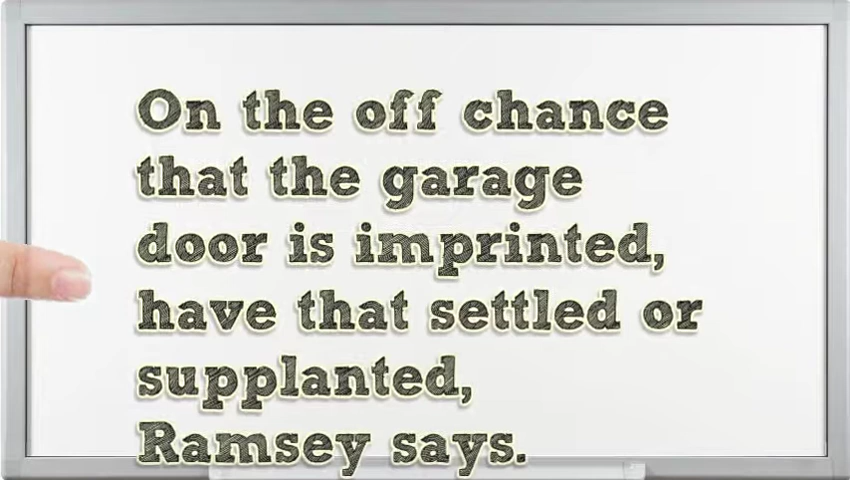 On the off chance
that the garage
door is imprinted,
have that settled or
supplanted,
Ramsey says.